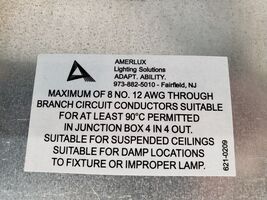 AMERLUX
Lighting Solutions
ADAPT. ABILITY.
973-882-5010 - Fairfield, NJ
MAXIMUM OF 8 NO. 12 AWG THROUGH
BRANCH CIRCUIT CONDUCTORS SUITABLE
FOR AT LEAST 90°C PERMITTED
IN JUNCTION BOX 4 IN 4 OUT.
SUITABLE FOR SUSPENDED CEILINGS
SUITABLE FOR DAMP LOCATIONS
TO FIXTURE OR IMPROPER LAMP.
621-0209